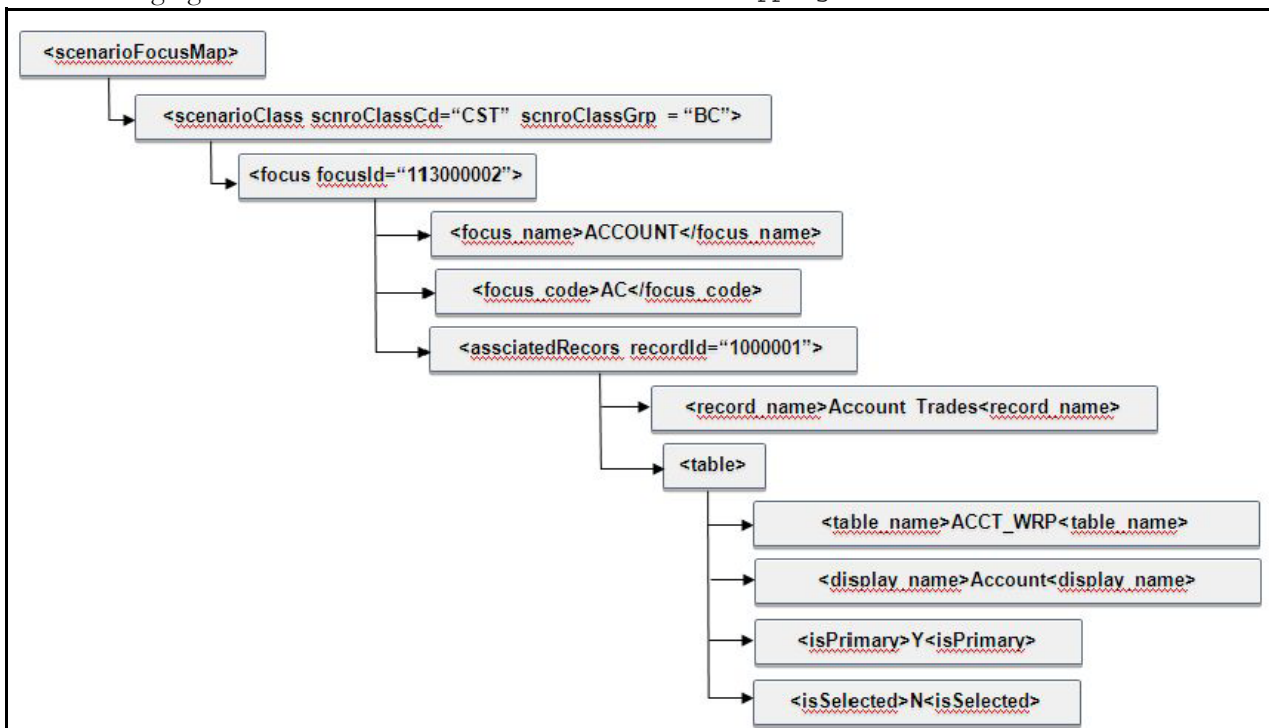 <scenarioFocusMap>
<scenarioClass scnroClassCd=“CST” scnroClassGrp = “BC”>
<focus focusId=“113000002”>
<focus_name>ACCOUNT</focus_name>
<focus_code>AC</focus_code>
<assciatedRecors recordId=“1000001”>
<record_name>Account Trades<record_name>
<table>
<table_name>ACCT_WRP<table_name>
<display_name>Account<display_name>
<isPrimary>Y<isPrimary>
<isSelected>N<isSelected>